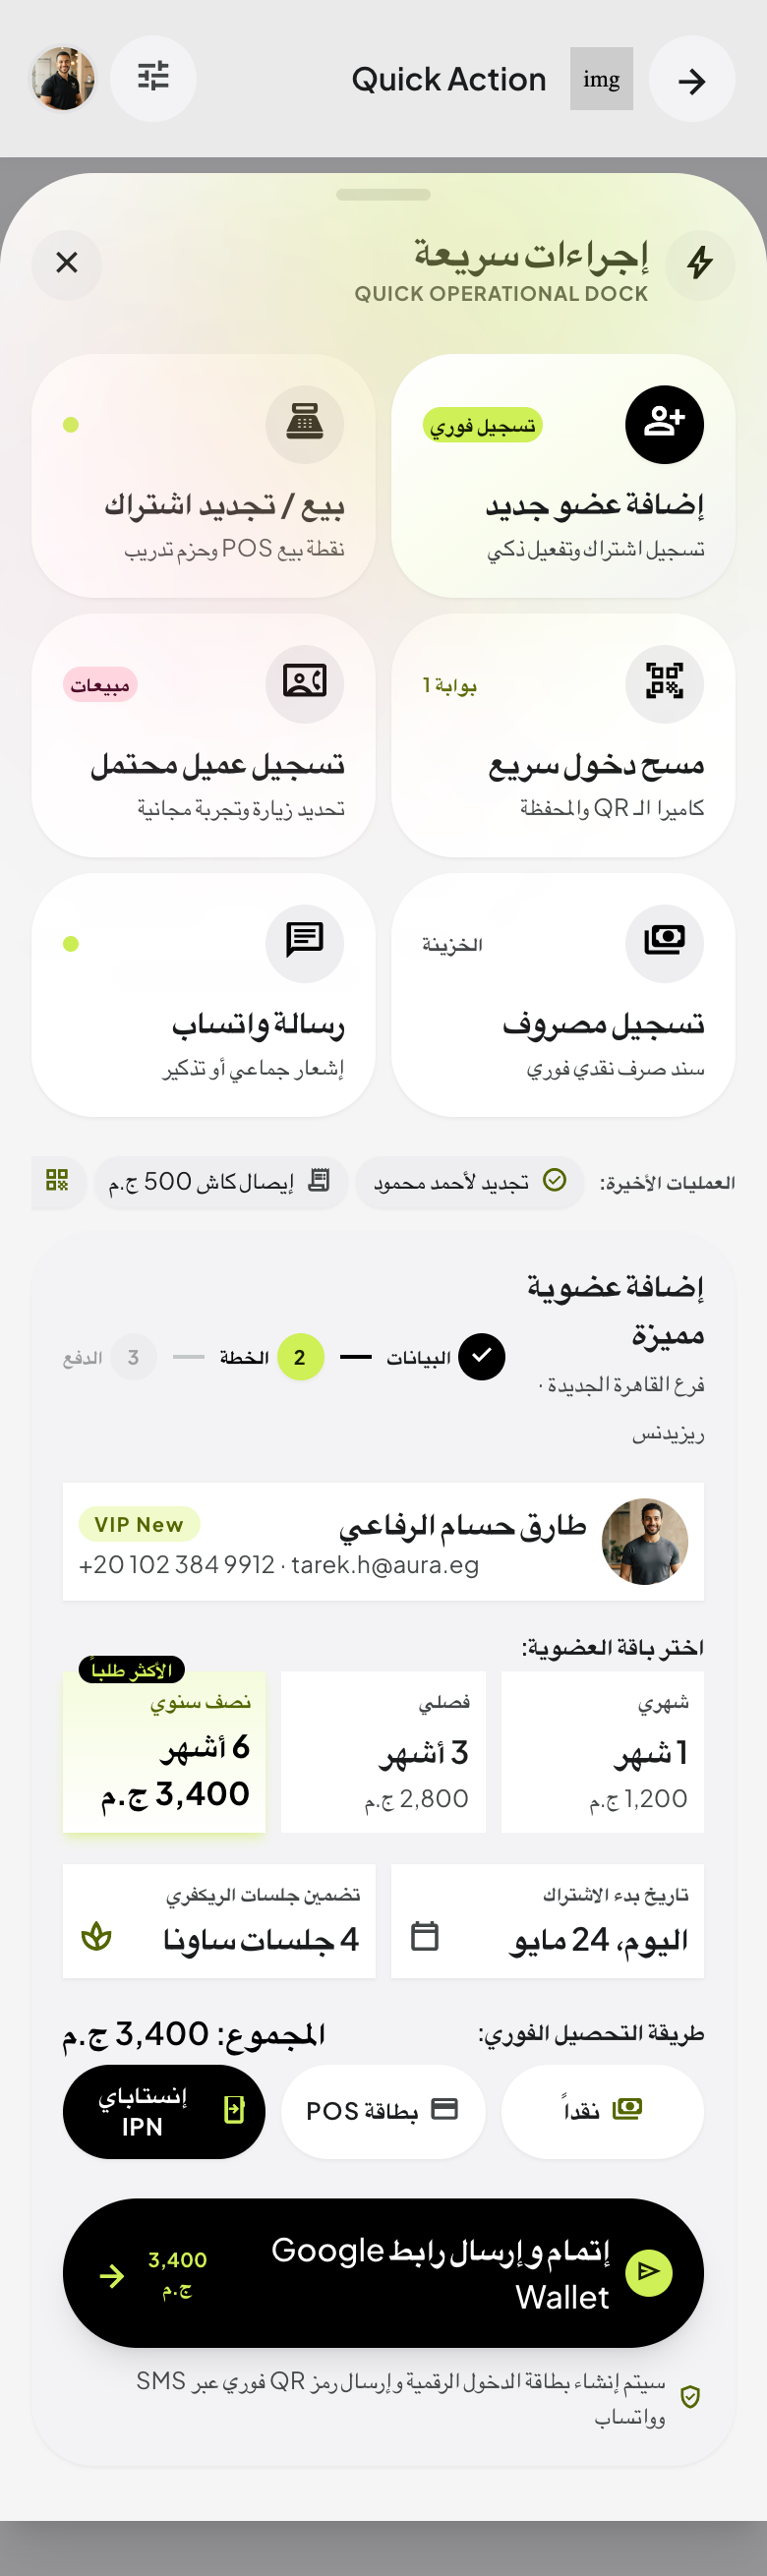 img
Quick Action
إجراءات سريعة
QUICK OPERATIONAL DOCK
تسجيل فوري
إضافة عضو جديد
تسجيل اشتراك وتفعيل ذكي
بيع / تجديد اشتراك
نقطة بيع POS وحزم تدريب
بوابة 1
مسح دخول سريع
كاميرا الـ QR والمحفظة
مبيعات
تسجيل عميل محتمل
تحديد زيارة وتجربة مجانية
الخزينة
تسجيل مصروف
سند صرف نقدي فوري
رسالة واتساب
إشعار جماعي أو تذكير
العمليات الأخيرة:
تجديد لأحمد محمود
إيصال كاش 500 ج.م
إضافة عضوية
مميزة
فرع القاهرة الجديدة ·
ريزيدنس
البيانات
2 الخطة
3 الدفع
طارق حسام الرفاعي
VIP New
+20 102 384 9912 · tarek.h@aura.eg
اختر باقة العضوية:
شهري
1 شهر
1,200 ج.م
فصلي
3 أشهر
2,800 ج.م
الأكثر طلباً
نصف سنوي
6 أشهر
3,400 ج.م
تاريخ بدء الاشتراك
اليوم، 24 مايو
تضمين جلسات الريكفري
4 جلسات ساونا
طريقة التحصيل الفوري:
المجموع: 3,400 ج.م
نقداً
بطاقة POS
إنستاباي
IPN
إتمام وإرسال رابط Google
Wallet
3,400
ج.م
سيتم إنشاء بطاقة الدخول الرقمية وإرسال رمز QR فوري عبر SMS
وواتساب